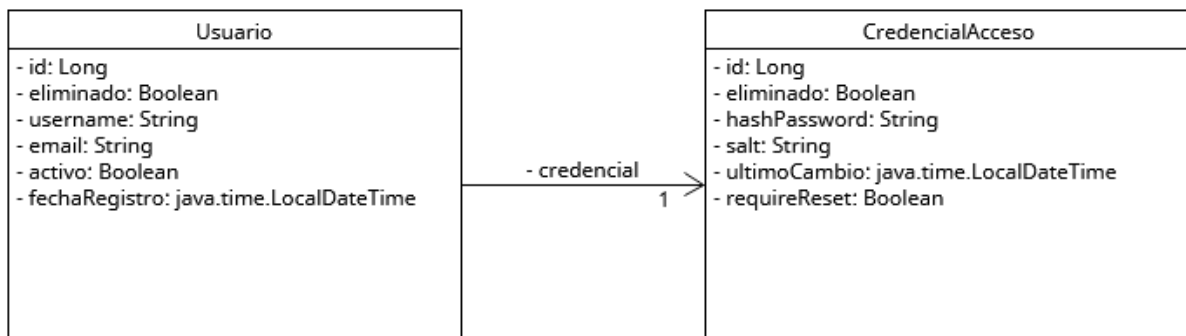 Usuario
- id: Long
- eliminado: Boolean
- username: String
- email: String
- activo: Boolean
- fechaRegistro: java.time.LocalDateTime
- credencial
1
CredencialAcceso
- id: Long
- eliminado: Boolean
- hashPassword: String
- salt: String
- ultimoCambio: java.time.LocalDateTime
- requireReset: Boolean